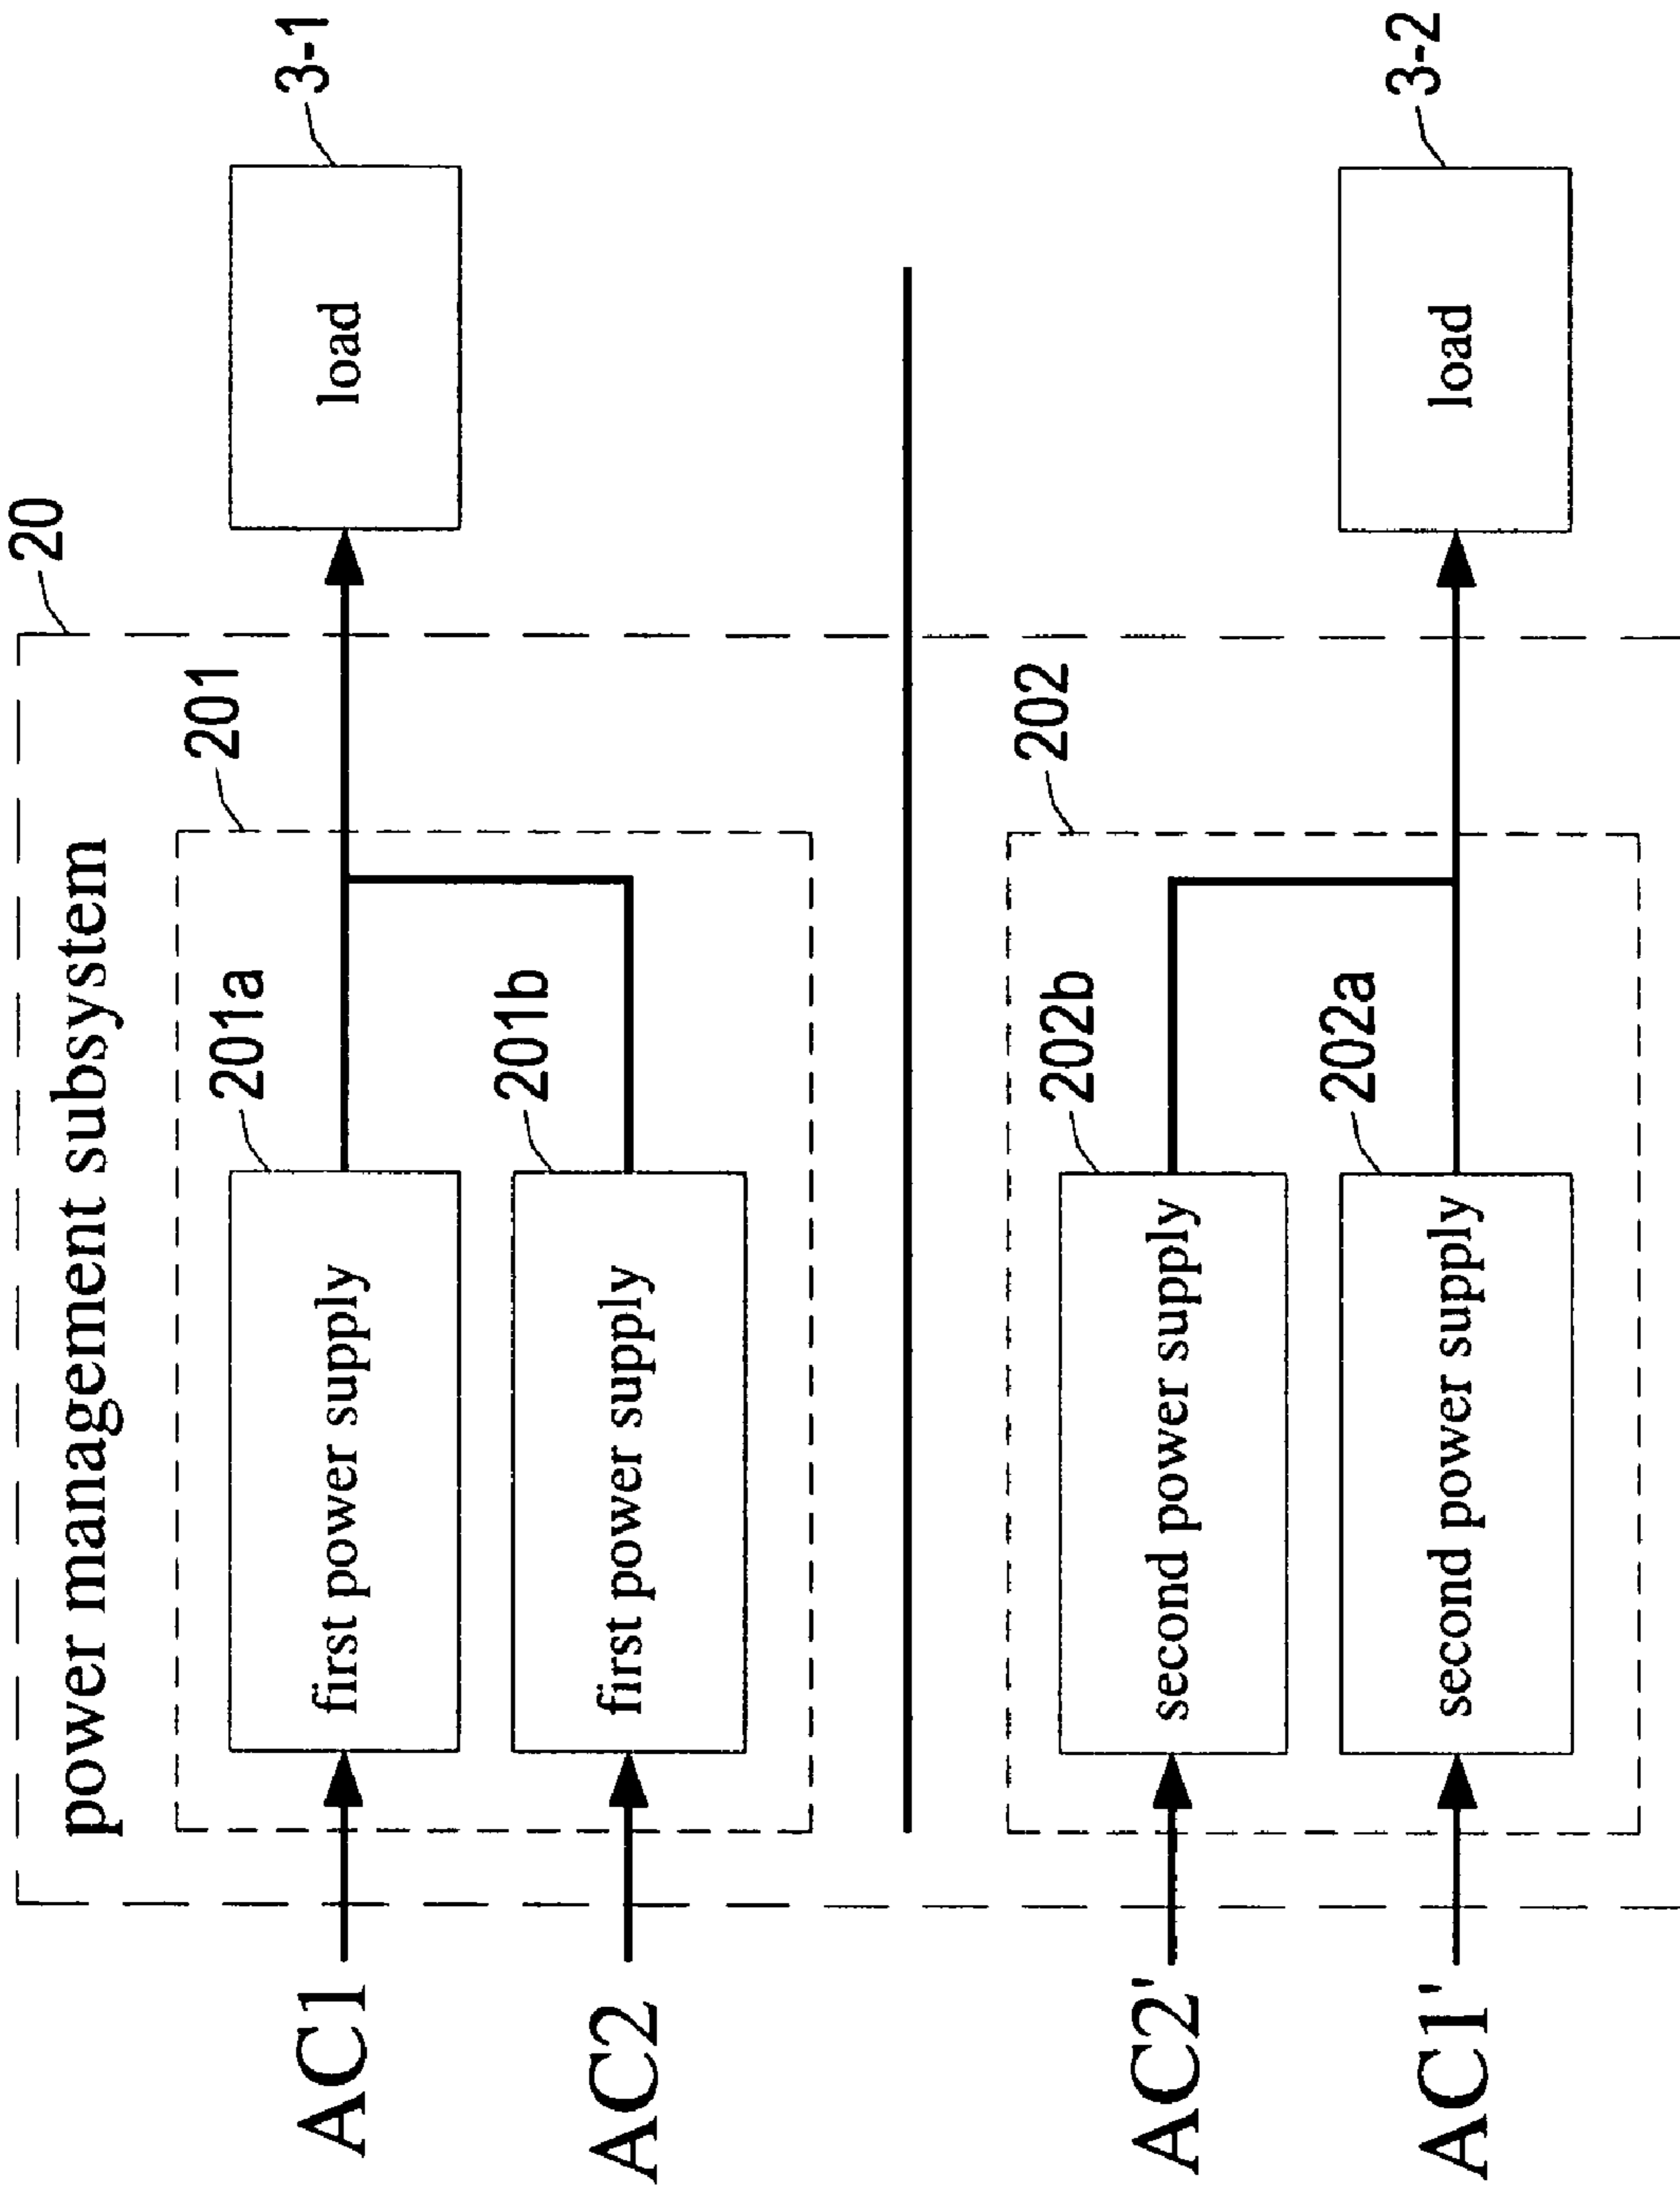 20
power management subsystem
201
201a
AC1
first power supply
load
3-1
201b
AC2
first power supply
202
202b
AC2'
second power supply
202a
AC1'
second power supply
load
3-2